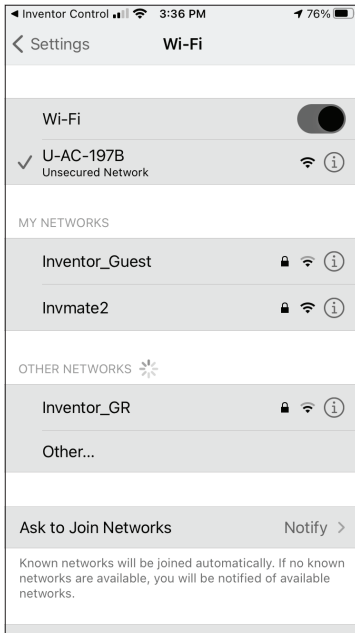 ◀ Inventor Control 3:36 PM 76%
Settings Wi-Fi
Wi-Fi
U-AC-197B
Unsecured Network
MY NETWORKS
Inventor_Guest
Invmate2
OTHER NETWORKS
Inventor_GR
Other...
Ask to Join Networks Notify >
Known networks will be joined automatically. If no known
networks are available, you will be notified of available
networks.